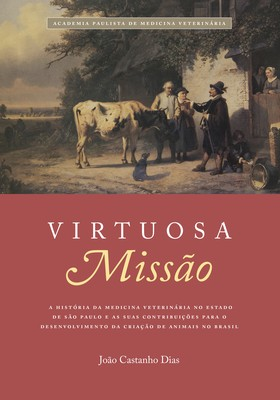 ACADEMIA PAULISTA DE MEDICINA VETERINÁRIA
VIRTUOSA
Missão
A HISTÓRIA DA MEDICINA VETERINÁRIA NO ESTADO
DE SÃO PAULO E AS SUAS CONTRIBUIÇÕES PARA O
DESENVOLVIMENTO DA CRIAÇÃO DE ANIMAIS NO BRASIL
João Castanho Dias